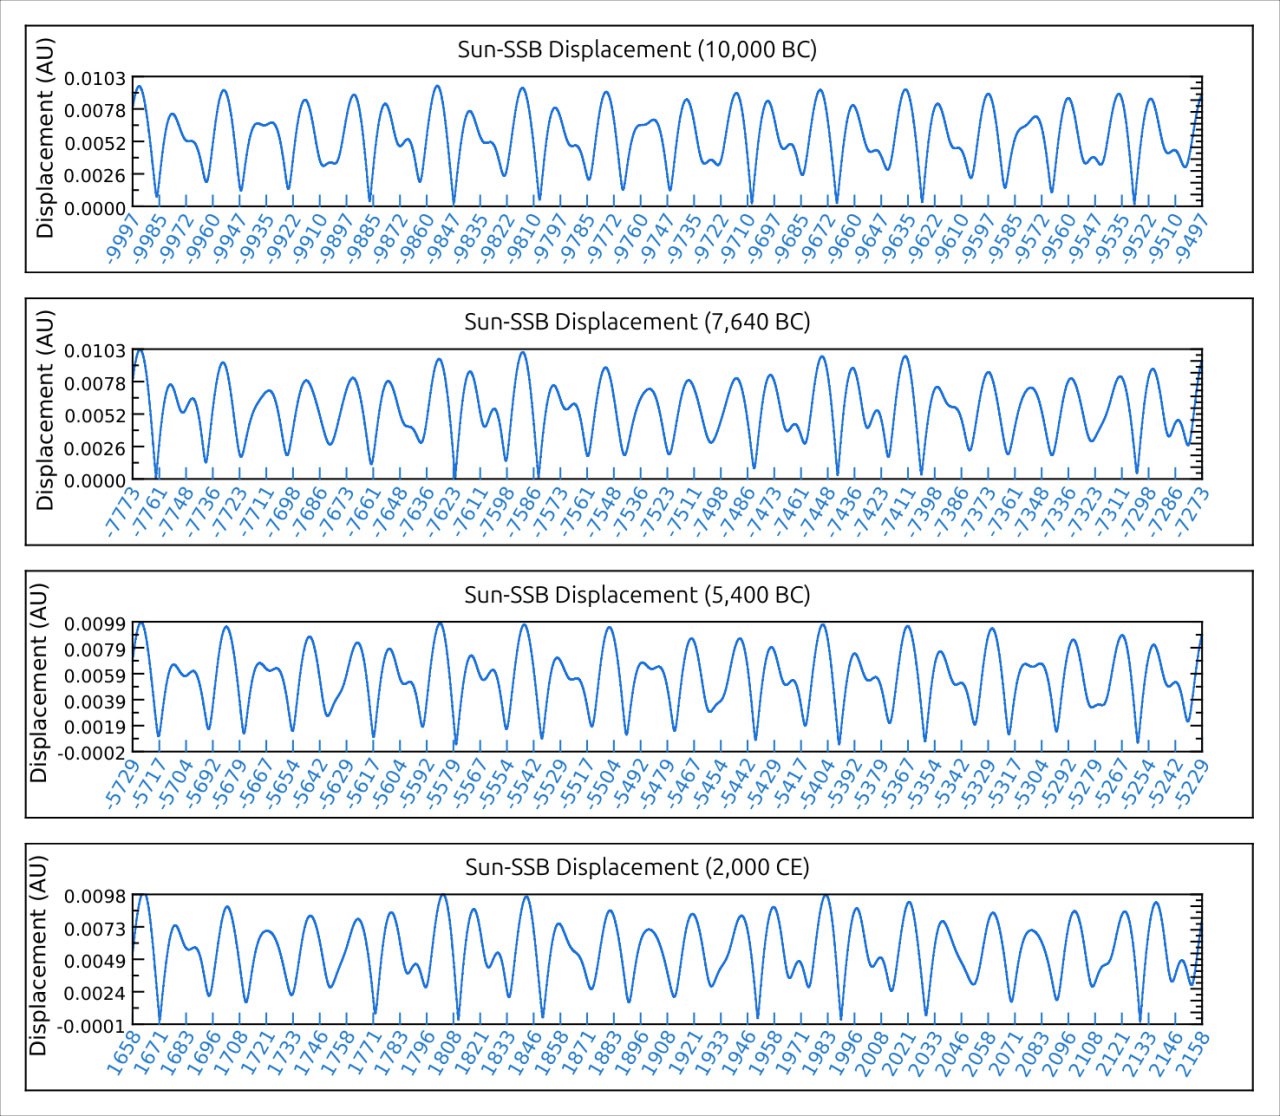 Sun-SSB Displacement (10,000 BC)
Displacement (AU)
0.0103
0.0078
0.0052
0.0026
0.0000
-9997 -9985 -9972 -9960 -9947 -9935 -9922 -9910 -9897 -9885 -9872 -9860 -9847 -9835 -9822 -9810 -9797 -9785 -9772 -9760 -9747 -9735 -9722 -9710 -9697 -9685 -9672 -9660 -9647 -9635 -9622 -9610 -9597 -9585 -9572 -9560 -9547 -9535 -9522 -9510 -9497
Sun-SSB Displacement (7,640 BC)
Displacement (AU)
0.0103
0.0078
0.0052
0.0026
0.0000
-7773 -7761 -7748 -7736 -7723 -7711 -7698 -7686 -7673 -7661 -7648 -7636 -7623 -7611 -7598 -7586 -7573 -7561 -7548 -7536 -7523 -7511 -7498 -7486 -7473 -7461 -7448 -7436 -7423 -7411 -7398 -7386 -7373 -7361 -7348 -7336 -7323 -7311 -7298 -7286 -7273
Sun-SSB Displacement (5,400 BC)
Displacement (AU)
0.0099
0.0079
0.0059
0.0039
0.0019
-0.0002
-5729 -5717 -5704 -5692 -5679 -5667 -5654 -5642 -5629 -5617 -5604 -5592 -5579 -5567 -5554 -5542 -5529 -5517 -5504 -5492 -5479 -5467 -5454 -5442 -5429 -5417 -5404 -5392 -5379 -5367 -5354 -5342 -5329 -5317 -5304 -5292 -5279 -5267 -5254 -5242 -5229
Sun-SSB Displacement (2,000 CE)
Displacement (AU)
0.0098
0.0073
0.0049
0.0024
-0.0001
1658 1671 1683 1696 1708 1721 1733 1746 1758 1771 1783 1796 1808 1821 1833 1846 1858 1871 1883 1896 1908 1921 1933 1946 1958 1971 1983 1996 2008 2021 2033 2046 2058 2071 2083 2096 2108 2121 2133 2146 2158